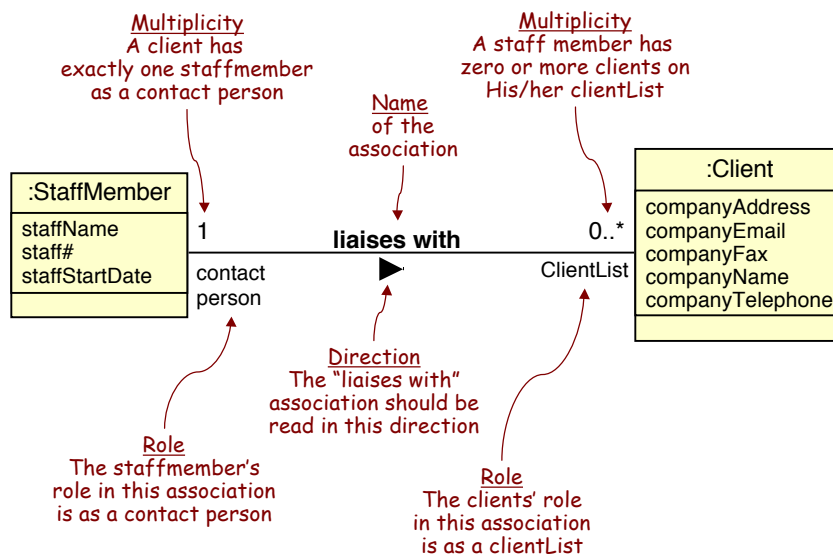 Multiplicity
A client has
exactly one staffmember
as a contact person
Multiplicity
A staff member has
zero or more clients on
His/her clientList
Name
of the
association
:StaffMember
staffName
staff#
staffStartDate
1
contact
person
liaises with
0..*
ClientList
:Client
companyAddress
companyEmail
companyFax
companyName
companyTelephone
Direction
The “liaises with”
association should be
read in this direction
Role
The staffmember’s
role in this association
is as a contact person
Role
The clients’ role
in this association
is as a clientList